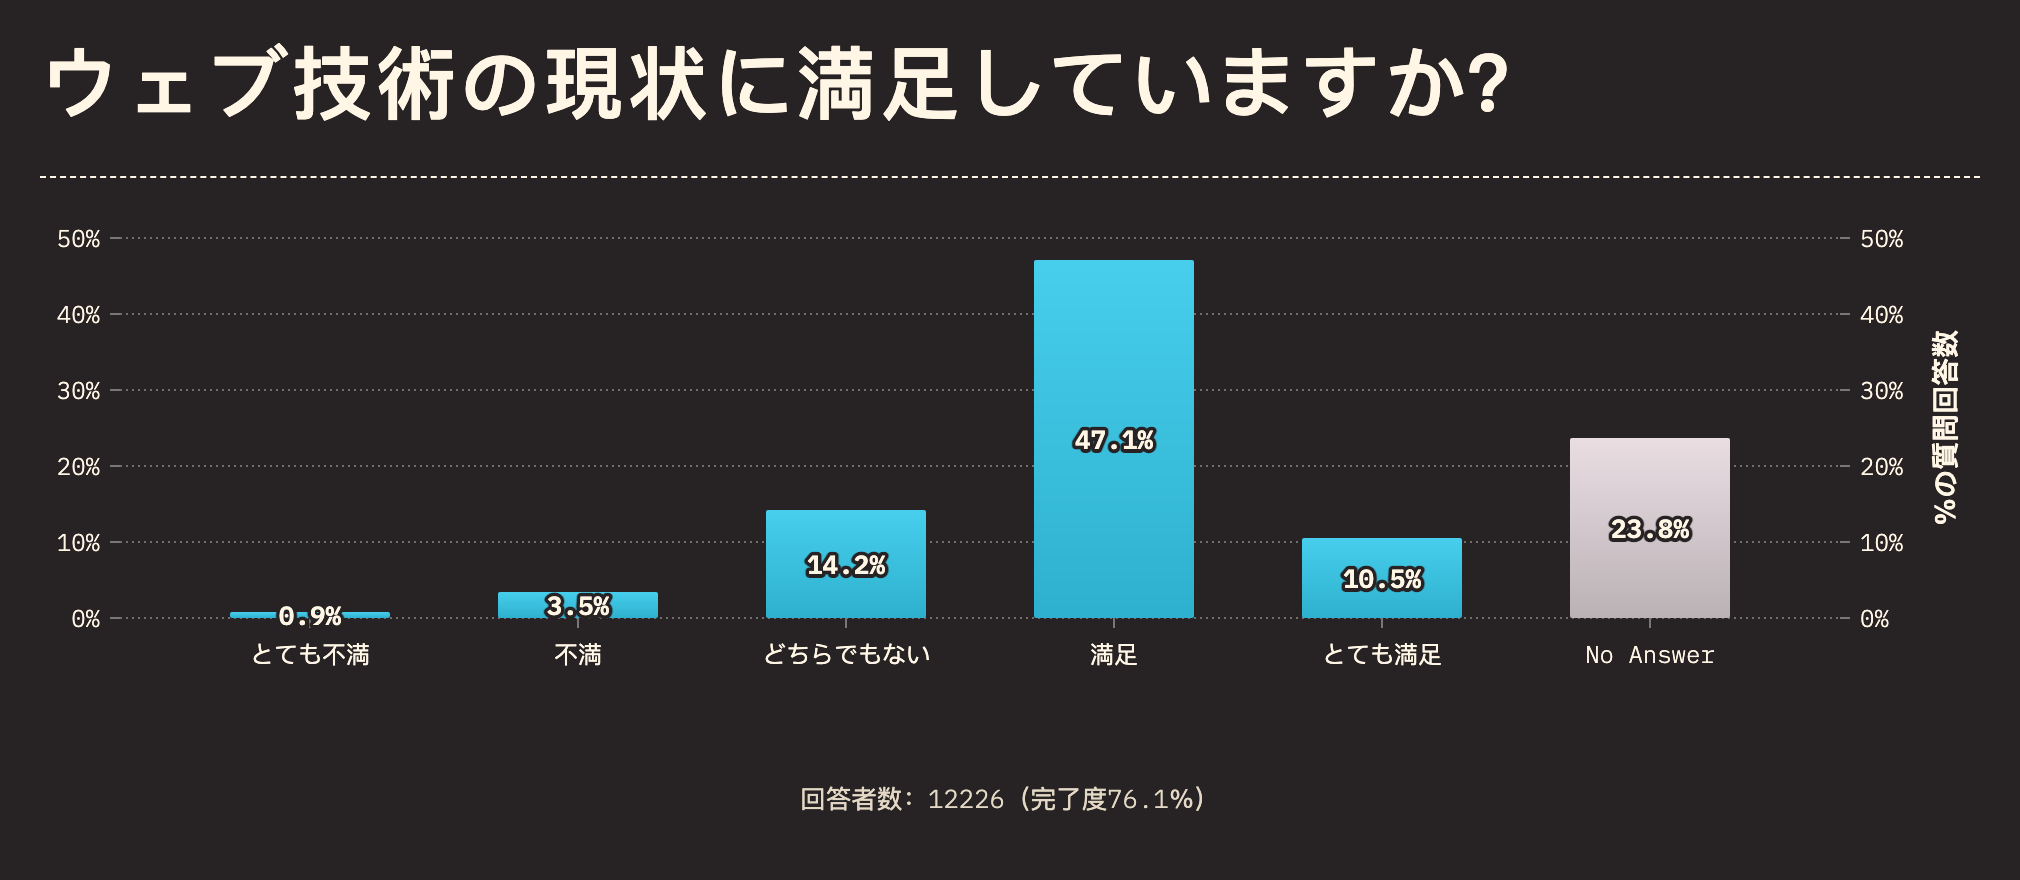 ウェブ技術の現状に満足していますか?
50% 50%
40% 40%
30% 30%
20% 20%
10% 10%
0% 0%
%の質問回答数
0.9% 3.5% 14.2% 47.1% 10.5% 23.8%
とても不満 不満 どちらでもない 満足 とても満足 No Answer
回答者数: 12226 (完了度76.1%)